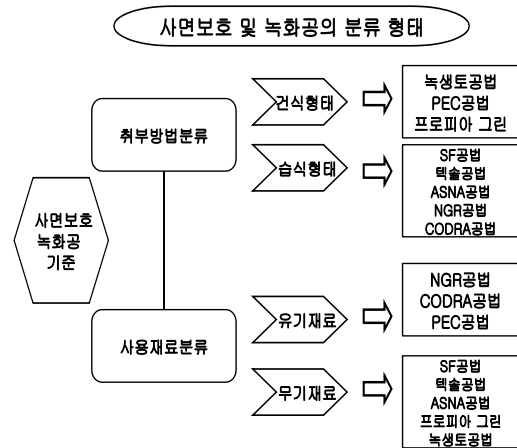 사면보호 및 녹화공의 분류 형태
사면보호
녹화공
기준
취부방법분류
건식형태
녹생토공법
PEC공법
프로피아 그린
습식형태
SF공법
텍솔공법
ASNA공법
NGR공법
CODRA공법
사용재료분류
유기재료
NGR공법
CODRA공법
PEC공법
무기재료
SF공법
텍솔공법
ASNA공법
프로피아 그린
녹생토공법